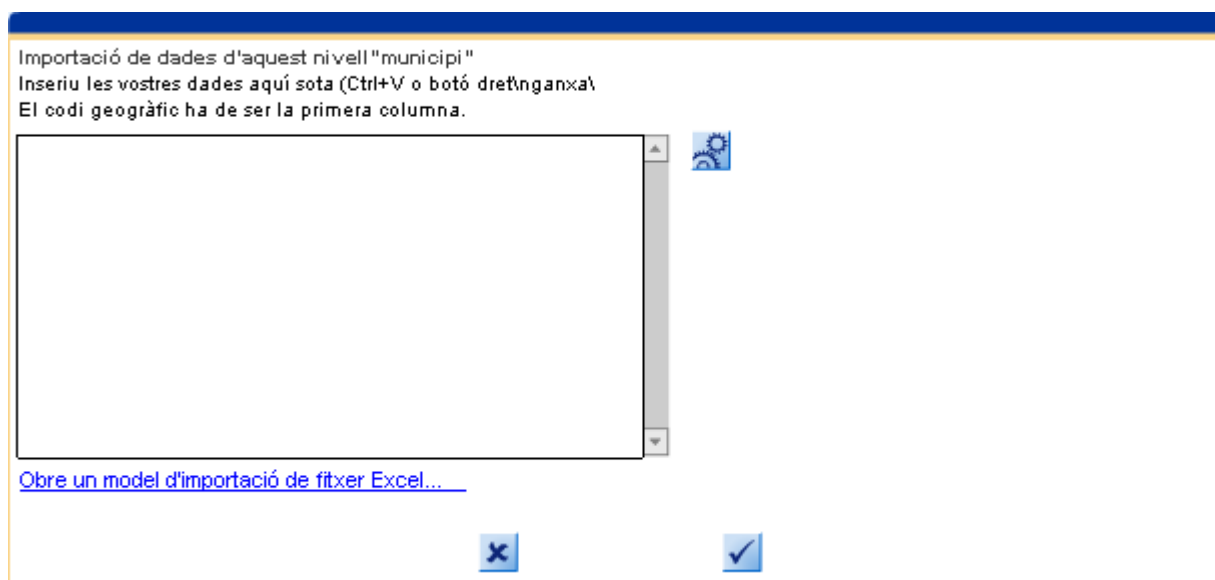 Importació de dades d'aquest nivell "municipi"
Inseriu les vostres dades aquí sota (Ctrl+V o botó dret\nganxa\
El codi geogràfic ha de ser la primera columna.
Obre un model d'importació de fitxer Excel...